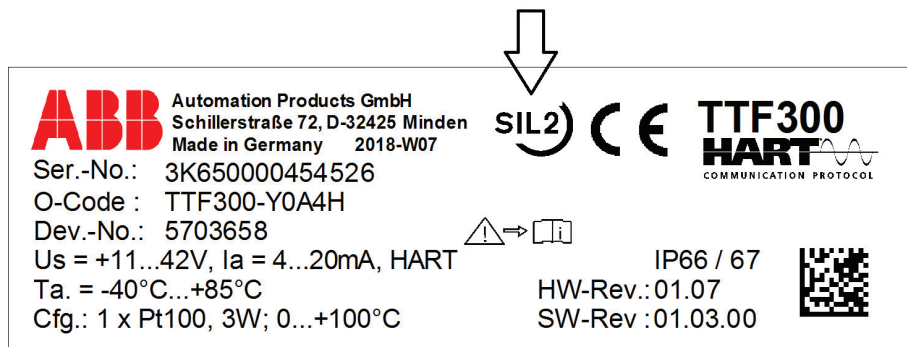 ABB
Automation Products GmbH
Schillerstraße 72, D-32425 Minden
Made in Germany 2018-W07
SIL2
CE
TTF300
HART
COMMUNICATION PROTOCOL
Ser.-No.: 3K650000454526
O-Code : TTF300-Y0A4H
Dev.-No.: 5703658
Us = +11...42V, Ia = 4...20mA, HART
IP66 / 67
Ta. = -40°C...+85°C
HW-Rev.: 01.07
Cfg.: 1 x Pt100, 3W; 0...+100°C
SW-Rev : 01.03.00